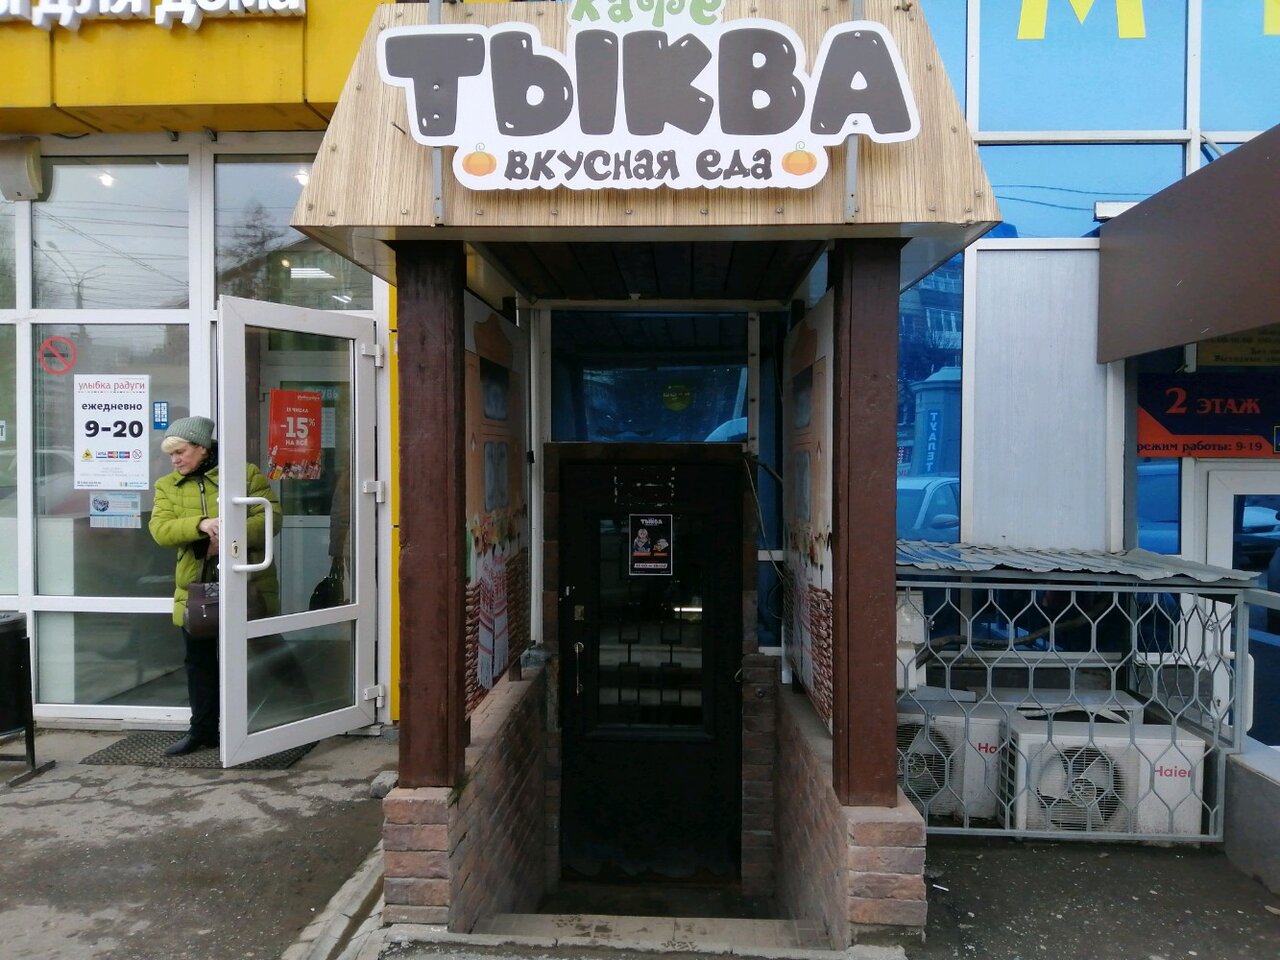 ы для дома
кафе
ТЫКВА
вкусная еда
улыбка радуги
ежедневно
9-20
-15%
НА ВСЁ
ТЫКВА
ТУАЛЕТ
2 ЭТАЖ
режим работы: 9-19
Haier